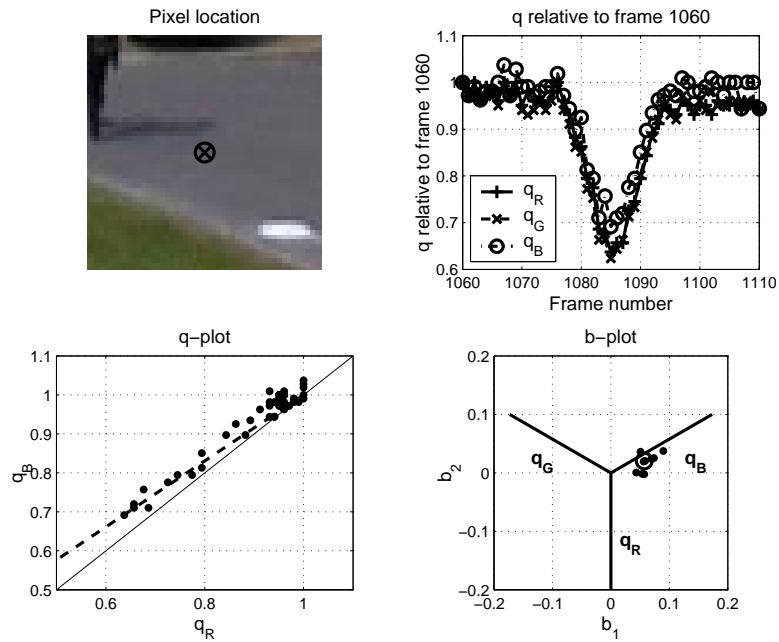 Pixel location
q relative to frame 1060
q relative to frame 1060
1.1
1
0.9
0.8
0.7
0.6
q_R
q_G
q_B
1060 1070 1080 1090 1100 1110
Frame number
q−plot
q_B
1.1
1
0.9
0.8
0.7
0.6
0.5
0.6 0.8 1
q_R
b−plot
b_2
0.2
0.1
0
−0.1
−0.2
q_G
q_B
q_R
−0.2 −0.1 0 0.1 0.2
b_1